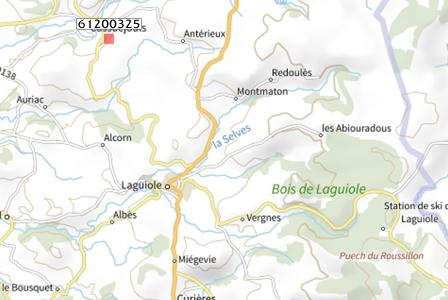 61200325
Cassuéjouls
Antérieux
Redoulès
Montmaton
Auriac
la Selves
les Abiouradous
Alcorn
Laguiole
Bois de Laguiole
Station de ski d
Laguiole
Albès
Vergnes
Puech du Roussillon
Miégevie
le Bousquet
Curières